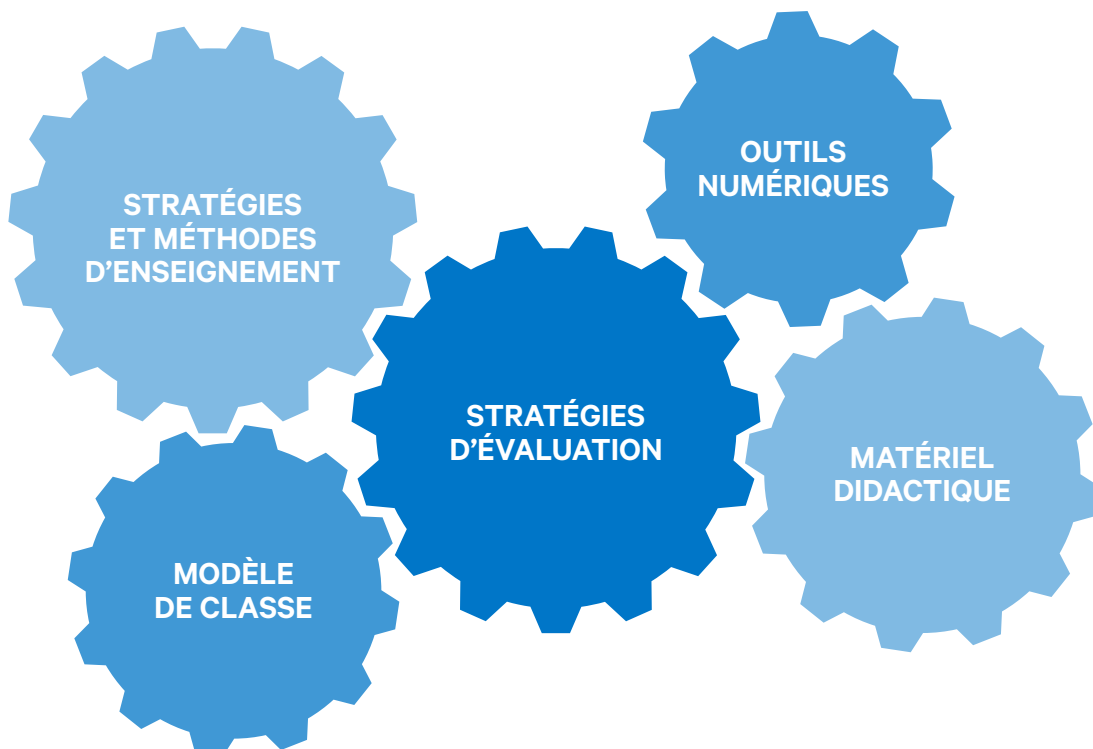 STRATÉGIES
ET MÉTHODES
D’ENSEIGNEMENT
OUTILS
NUMÉRIQUES
STRATÉGIES
D’ÉVALUATION
MATÉRIEL
DIDACTIQUE
MODÈLE
DE CLASSE